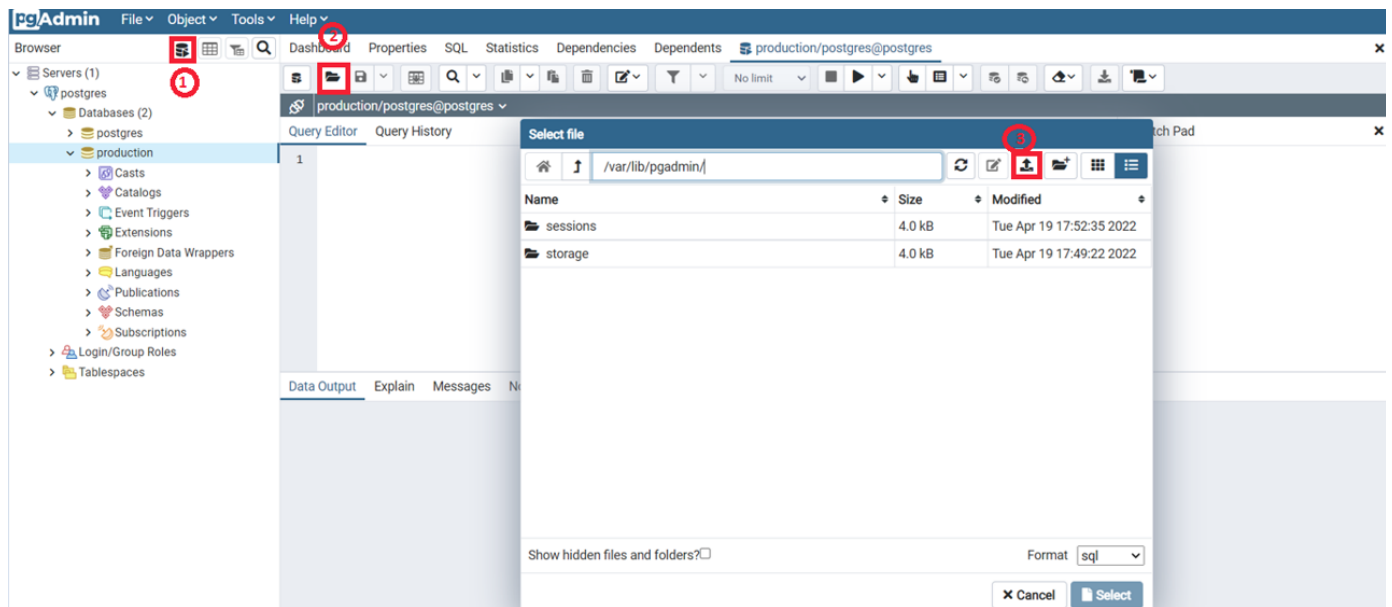 pgAdmin File Object Tools Help
2
Browser Dashboard Properties SQL Statistics Dependencies Dependents production/postgres@postgres
1
Servers (1)
No limit
postgres
Databases (2)
production/postgres@postgres
postgres
Query Editor Query History
production
1
Casts
Catalogs
Event Triggers
Extensions
Foreign Data Wrappers
Languages
Publications
Schemas
Subscriptions
Login/Group Roles
Tablespaces
Select file
3
Pad
/var/lib/pgadmin/
Name Size Modified
sessions 4.0 kB Tue Apr 19 17:52:35 2022
storage 4.0 kB Tue Apr 19 17:49:22 2022
Data Output Explain Messages
Show hidden files and folders? Format sql
Cancel Select